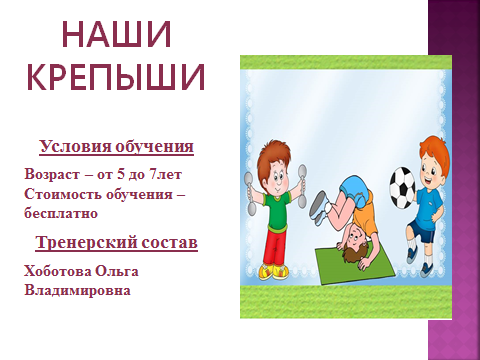 НАШИ
КРЕПЫШИ
Условия обучения
Возраст – от 5 до 7лет
Стоимость обучения –
бесплатно
Тренерский состав
Хоботова Ольга
Владимировна